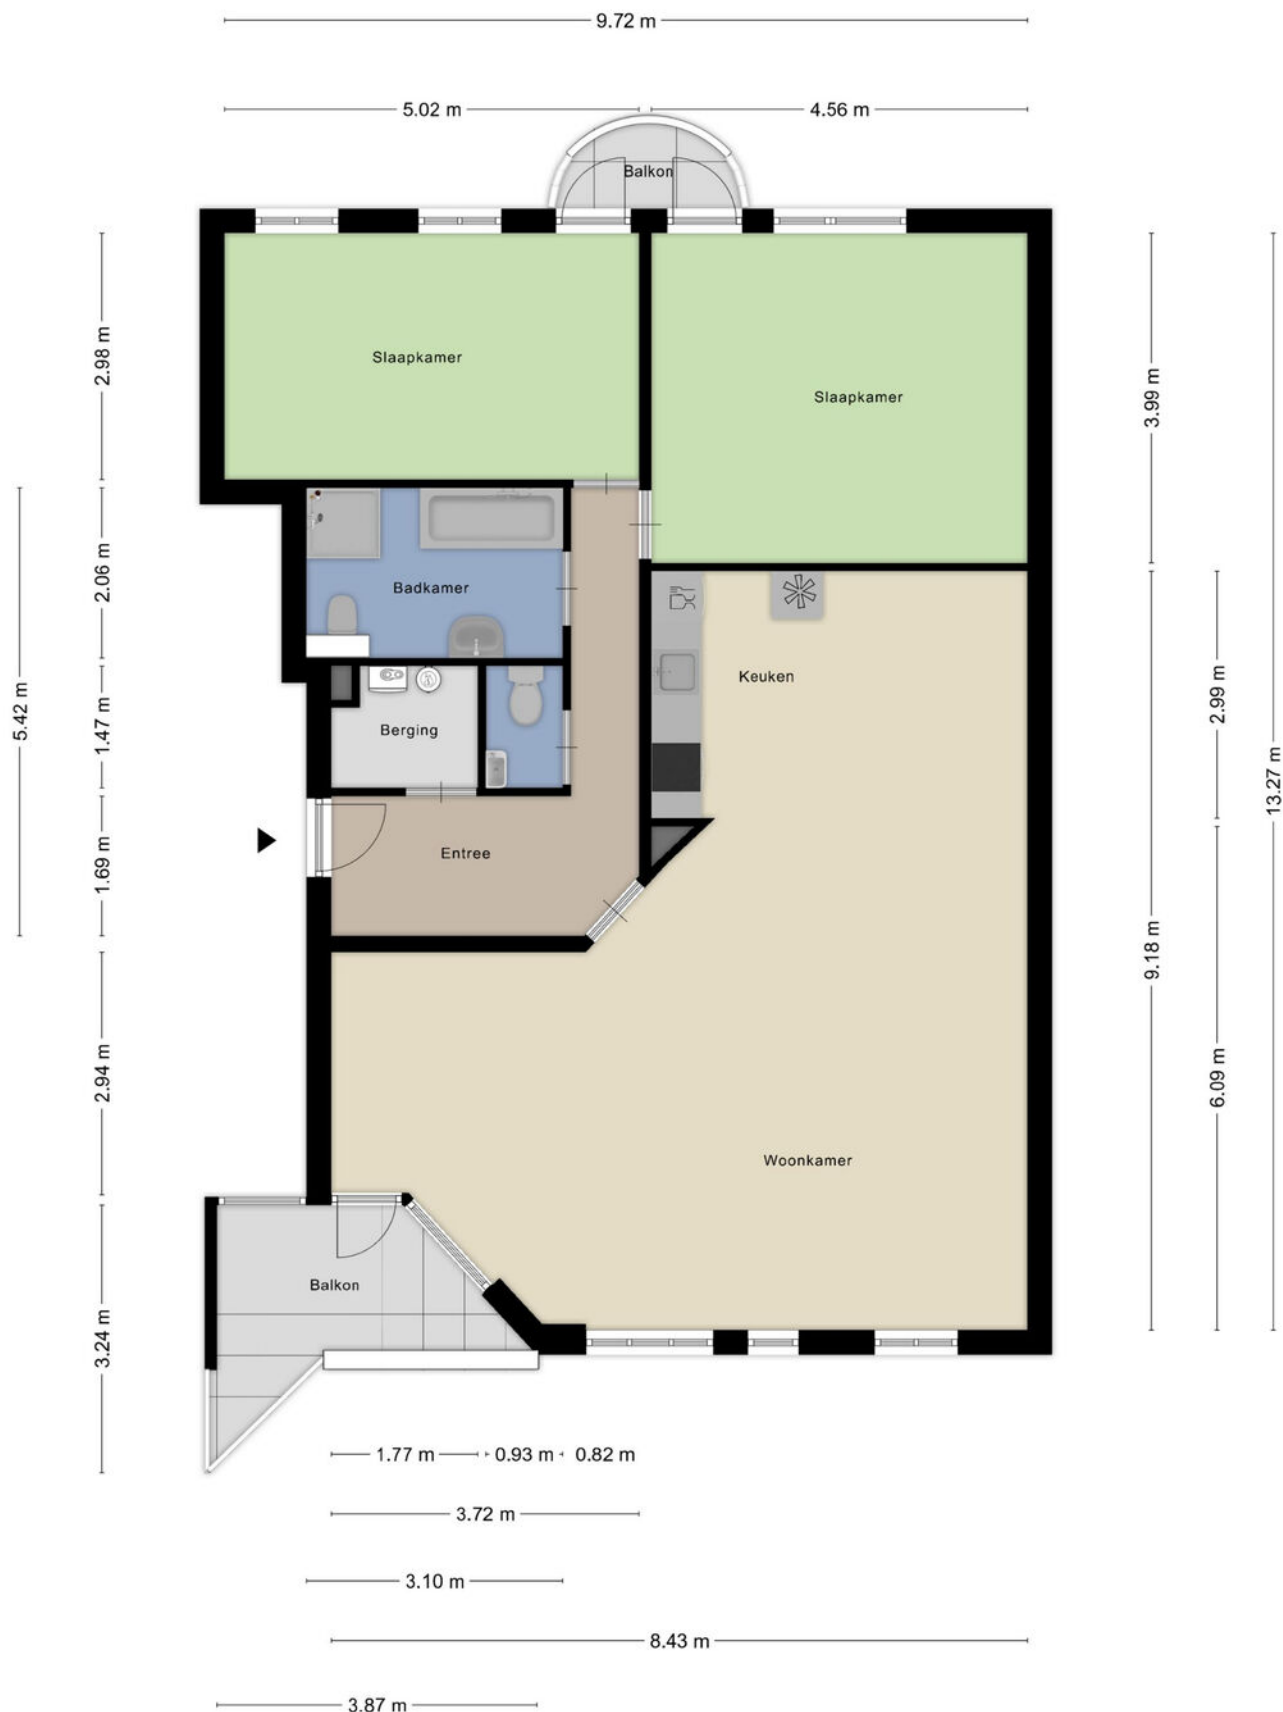 9.72 m
5.02 m
4.56 m
Balkon
Slaapkamer
Slaapkamer
2.98 m
3.99 m
Badkamer
2.06 m
Keuken
2.99 m
5.42 m
1.47 m
Berging
13.27 m
Entree
1.69 m
9.18 m
2.94 m
6.09 m
Woonkamer
Balkon
3.24 m
1.77 m
0.93 m
0.82 m
3.72 m
3.10 m
8.43 m
3.87 m